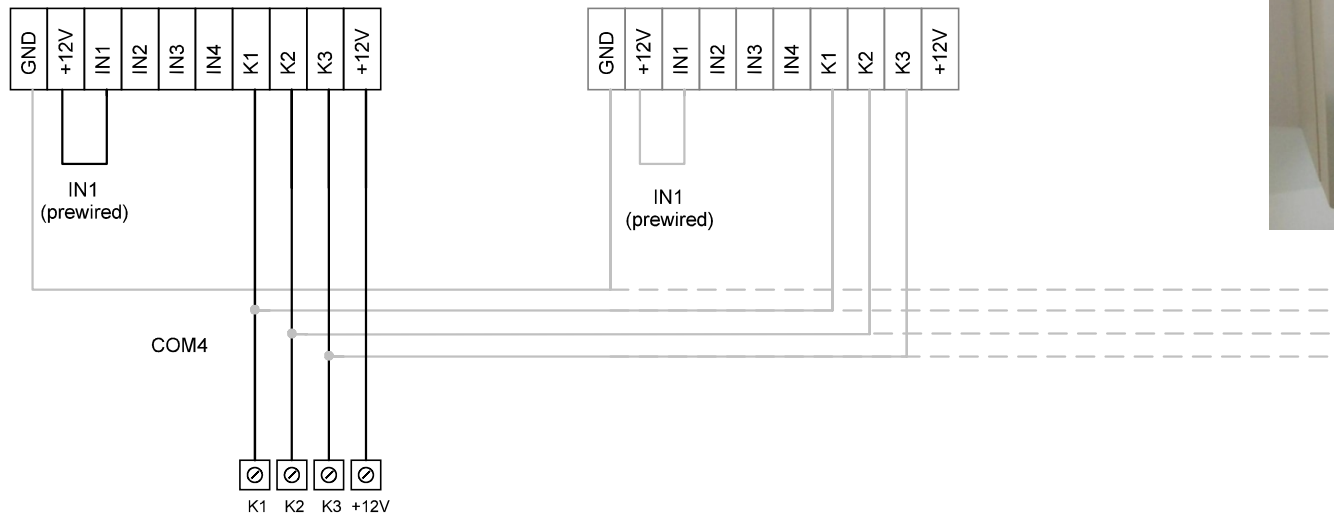 GND +12V IN1 IN2 IN3 IN4 K1 K2 K3 +12V
GND +12V IN1 IN2 IN3 IN4 K1 K2 K3 +12V
IN1
(prewired)
IN1
(prewired)
COM4
K1 K2 K3 +12V